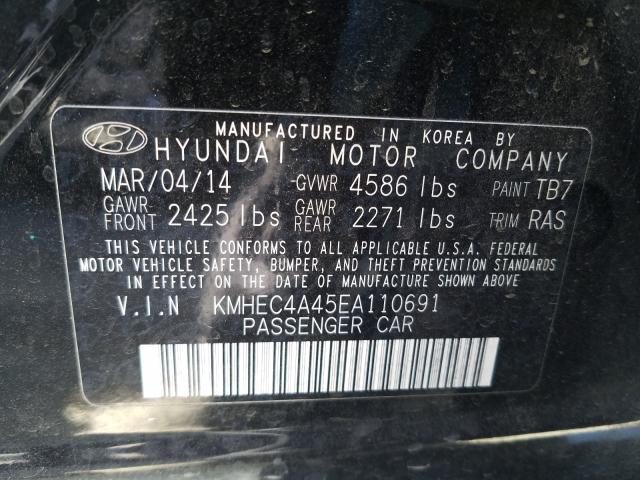 MANUFACTURED IN KOREA BY
HYUNDAI MOTOR COMPANY
MAR/04/14 GVWR 4586 lbs PAINT TB7
GAWR FRONT 2425 lbs GAWR REAR 2271 lbs TRIM RAS
THIS VEHICLE CONFORMS TO ALL APPLICABLE U.S.A. FEDERAL
MOTOR VEHICLE SAFETY, BUMPER, AND THEFT PREVENTION STANDARDS
IN EFFECT ON THE DATE OF MANUFACTURE SHOWN ABOVE
V.I.N KMHEC4A45EA110691
PASSENGER CAR